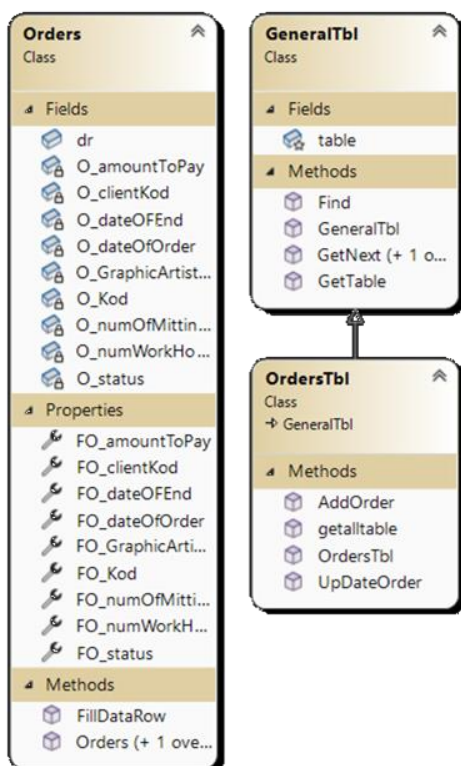 Orders
Class
Fields
dr
O_amountToPay
O_clientKod
O_dateOFEnd
O_dateOfOrder
O_GraphicArtist...
O_Kod
O_numOfMittin...
O_numWorkHo...
O_status
Properties
FO_amountToPay
FO_clientKod
FO_dateOFEnd
FO_dateOfOrder
FO_GraphicArti...
FO_Kod
FO_numOfMitti...
FO_numWorkH...
FO_status
Methods
FillDataRow
Orders (+ 1 ove...
GeneralTbl
Class
Fields
table
Methods
Find
GeneralTbl
GetNext (+ 1 o...
GetTable
OrdersTbl
Class
GeneralTbl
Methods
AddOrder
getalltable
OrdersTbl
UpDateOrder